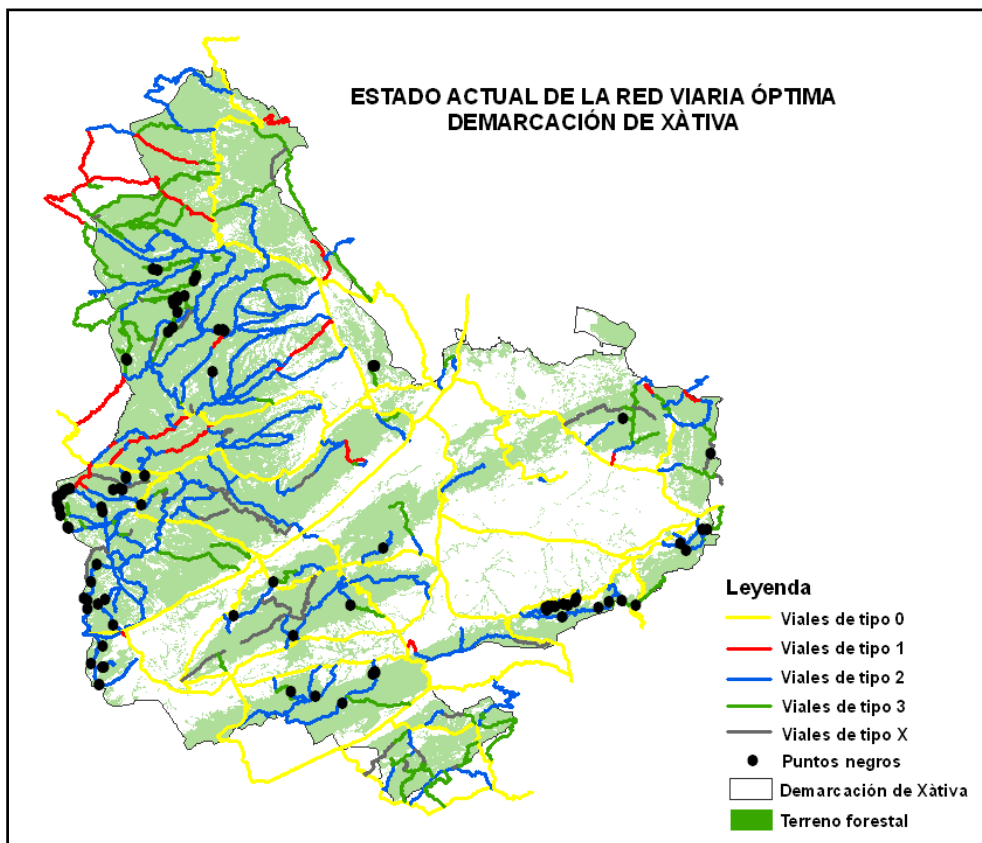 ESTADO ACTUAL DE LA RED VIARIA ÓPTIMA
DEMARCACIÓN DE XÀTIVA
Leyenda
Viales de tipo 0
Viales de tipo 1
Viales de tipo 2
Viales de tipo 3
Viales de tipo X
Puntos negros
Demarcación de Xàtiva
Terreno forestal